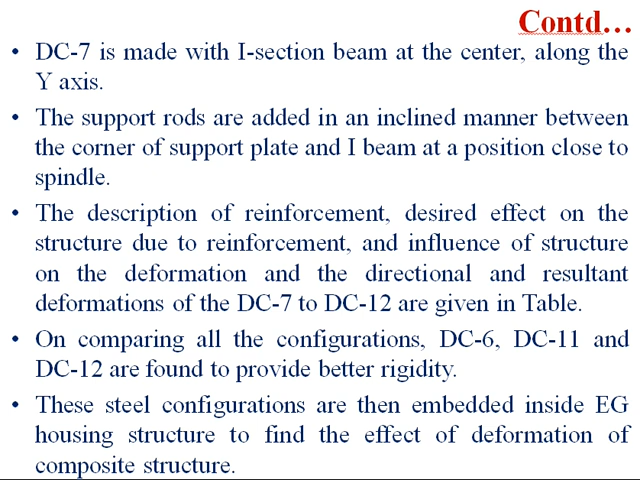 Contd…
• DC-7 is made with I-section beam at the center, along the
Y axis.
• The support rods are added in an inclined manner between
the corner of support plate and I beam at a position close to
spindle.
• The description of reinforcement, desired effect on the
structure due to reinforcement, and influence of structure
on the deformation and the directional and resultant
deformations of the DC-7 to DC-12 are given in Table.
• On comparing all the configurations, DC-6, DC-11 and
DC-12 are found to provide better rigidity.
• These steel configurations are then embedded inside EG
housing structure to find the effect of deformation of
composite structure.